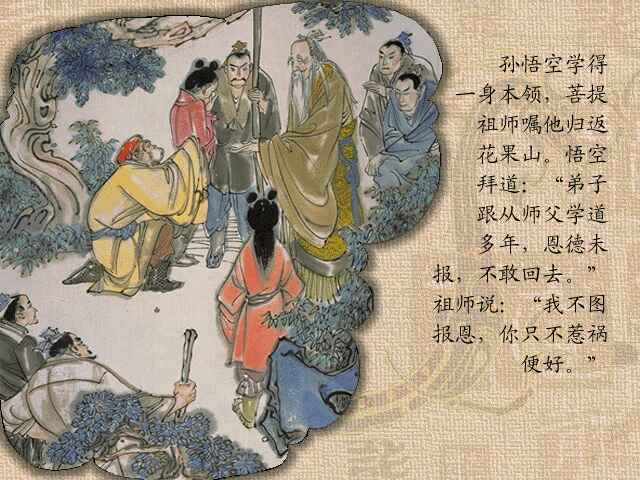 孙悟空学得
一身本领，菩提
祖师嘱他归返
花果山。悟空
拜道：“弟子
跟从师父学道
多年，恩德未
报，不敢回去。”
祖师说：“我不图
报恩，你只不惹祸
便好。”